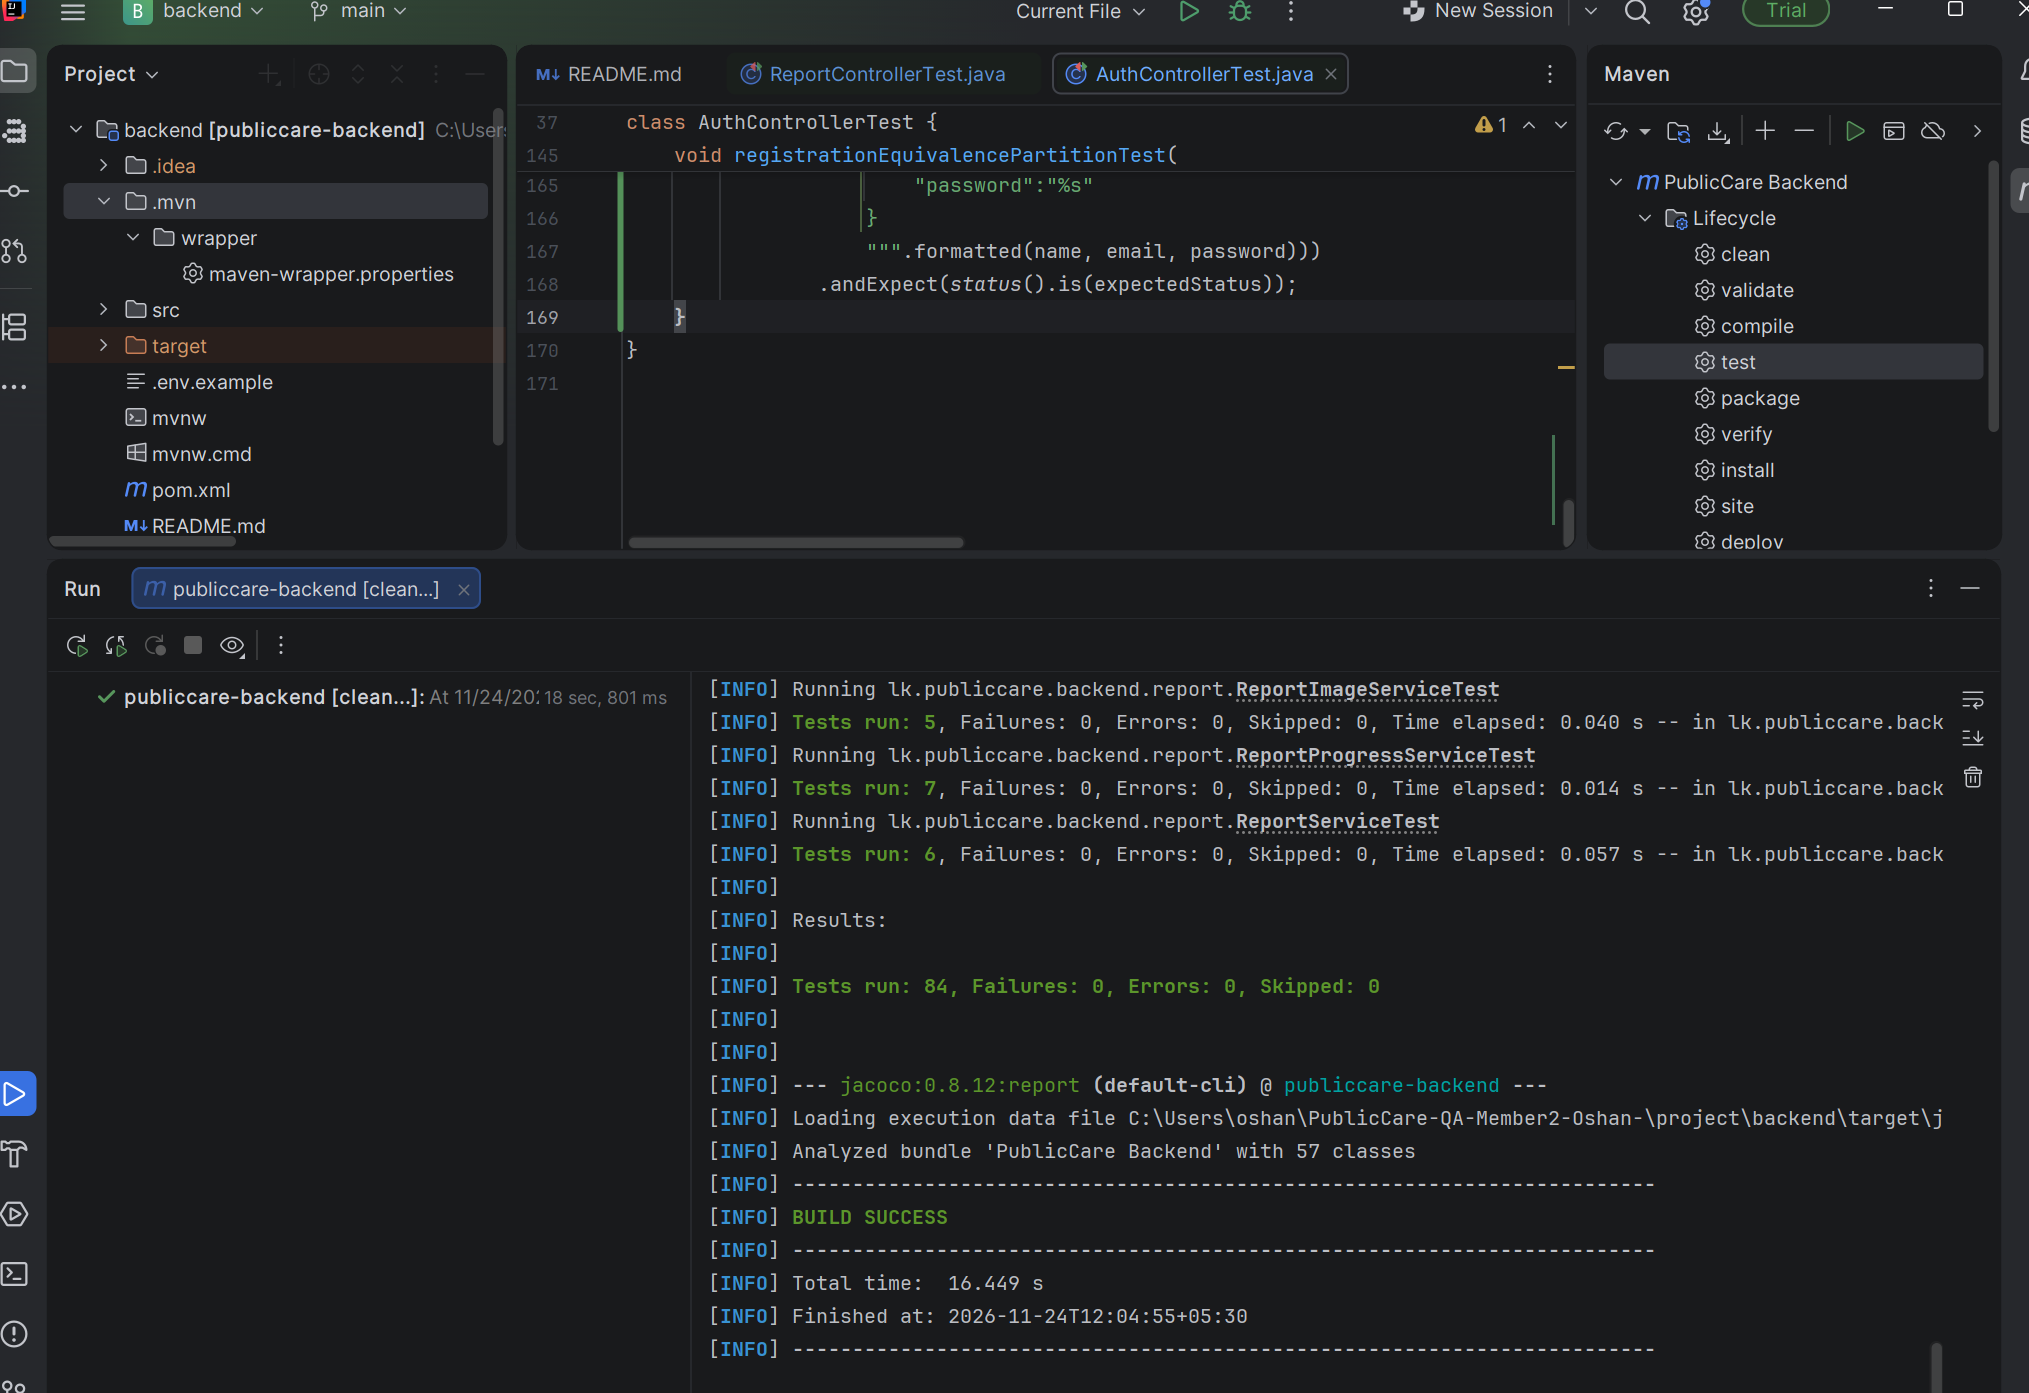 B backend main Current File New Session Trial
Project
backend [publiccare-backend] C:\User
.idea
.mvn
wrapper
maven-wrapper.properties
src
target
.env.example
mvnw
mvnw.cmd
m pom.xml
M↓ README.md
M↓ README.md ReportControllerTest.java AuthControllerTest.java
1
37 class AuthControllerTest {
145 void registrationEquivalencePartitionTest(
165 "password":"%s"
166 }
167 """.formatted(name, email, password)))
168 .andExpect(status().is(expectedStatus));
169 }
170 }
171
Maven
m PublicCare Backend
Lifecycle
clean
validate
compile
test
package
verify
install
site
deploy
Run m publiccare-backend [clean...]
publiccare-backend [clean...]: At 11/24/202 18 sec, 801 ms
[INFO] Running lk.publiccare.backend.report.ReportImageServiceTest
[INFO] Tests run: 5, Failures: 0, Errors: 0, Skipped: 0, Time elapsed: 0.040 s -- in lk.publiccare.back
[INFO] Running lk.publiccare.backend.report.ReportProgressServiceTest
[INFO] Tests run: 7, Failures: 0, Errors: 0, Skipped: 0, Time elapsed: 0.014 s -- in lk.publiccare.back
[INFO] Running lk.publiccare.backend.report.ReportServiceTest
[INFO] Tests run: 6, Failures: 0, Errors: 0, Skipped: 0, Time elapsed: 0.057 s -- in lk.publiccare.back
[INFO]
[INFO] Results:
[INFO]
[INFO] Tests run: 84, Failures: 0, Errors: 0, Skipped: 0
[INFO]
[INFO]
[INFO] --- jacoco:0.8.12:report (default-cli) @ publiccare-backend ---
[INFO] Loading execution data file C:\Users\oshan\PublicCare-QA-Member2-Oshan-\project\backend\target\j
[INFO] Analyzed bundle 'PublicCare Backend' with 57 classes
[INFO] ------------------------------------------------------------------------
[INFO] BUILD SUCCESS
[INFO] ------------------------------------------------------------------------
[INFO] Total time:  16.449 s
[INFO] Finished at: 2026-11-24T12:04:55+05:30
[INFO] ------------------------------------------------------------------------